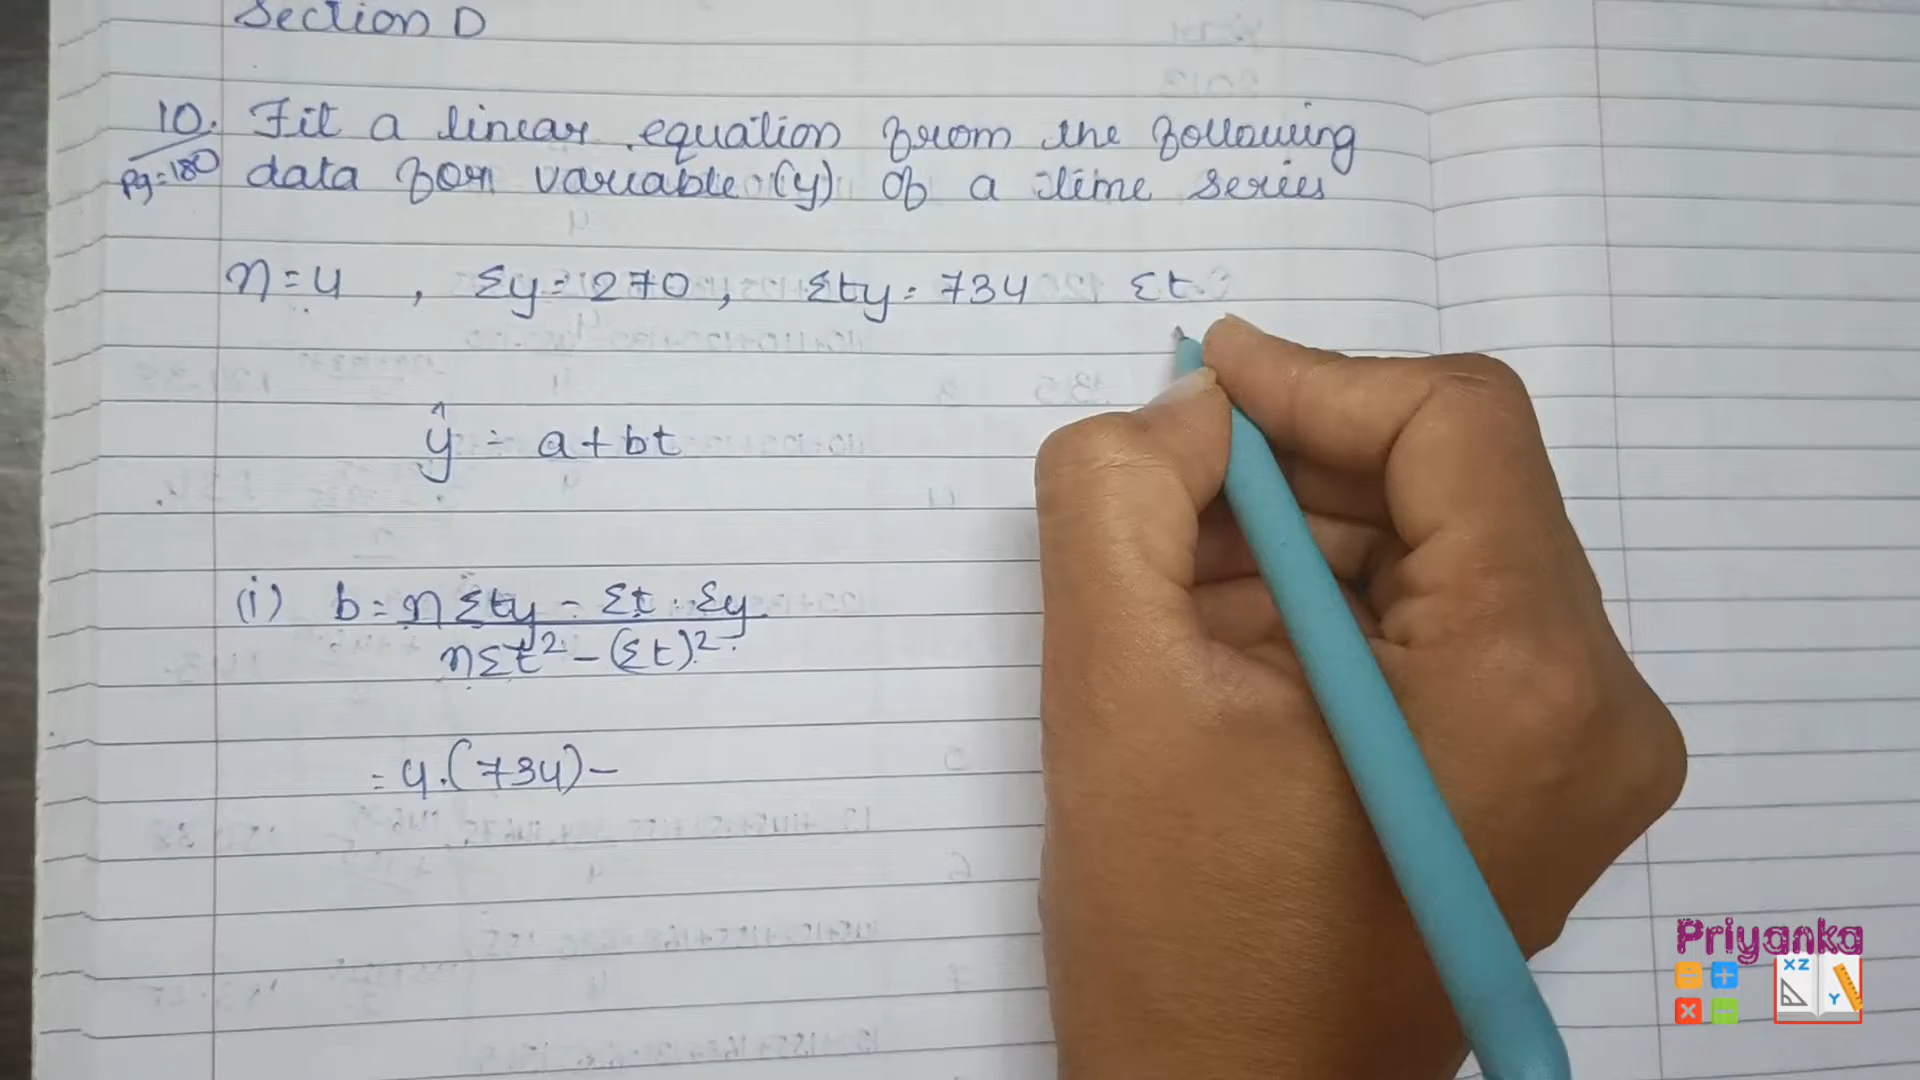 Section D
10. Fit a linear equation from the following
pg=180 data for variable (y) of a time series
n=4 , Σy=270, Σty=734 Σt
ŷ = a+bt
(i) b = nΣty - Σt · Σy
nΣt² - (Σt)²
= 4.(734) -
Priyanka
XZ
Y